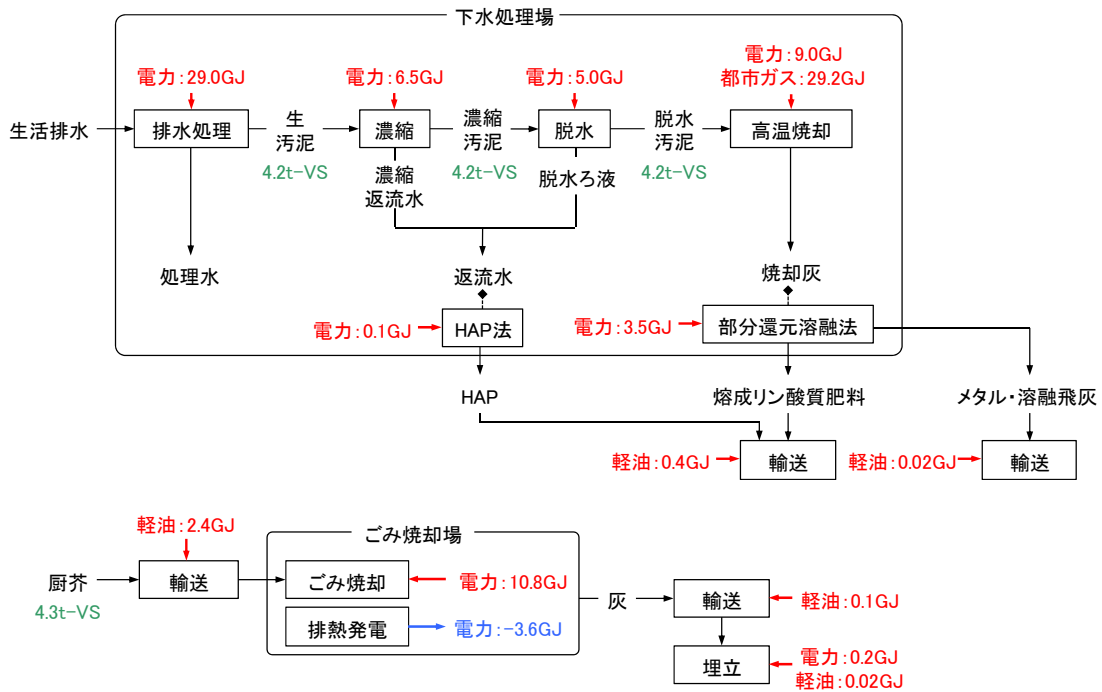 下水処理場
電力:29.0GJ
電力:6.5GJ
電力:5.0GJ
電力:9.0GJ
都市ガス:29.2GJ
生活排水
排水処理
生
汚泥
4.2t-VS
濃縮
濃縮
汚泥
4.2t-VS
脱水
脱水
汚泥
4.2t-VS
高温焼却
濃縮
返流水
脱水ろ液
処理水
返流水
焼却灰
電力:0.1GJ
HAP法
電力:3.5GJ
部分還元溶融法
HAP
熔成リン酸質肥料
メタル・溶融飛灰
軽油:0.4GJ
輸送
軽油:0.02GJ
輸送
軽油:2.4GJ
ごみ焼却場
厨芥
4.3t-VS
輸送
ごみ焼却
電力:10.8GJ
排熱発電
電力:-3.6GJ
灰
輸送
軽油:0.1GJ
埋立
電力:0.2GJ
軽油:0.02GJ